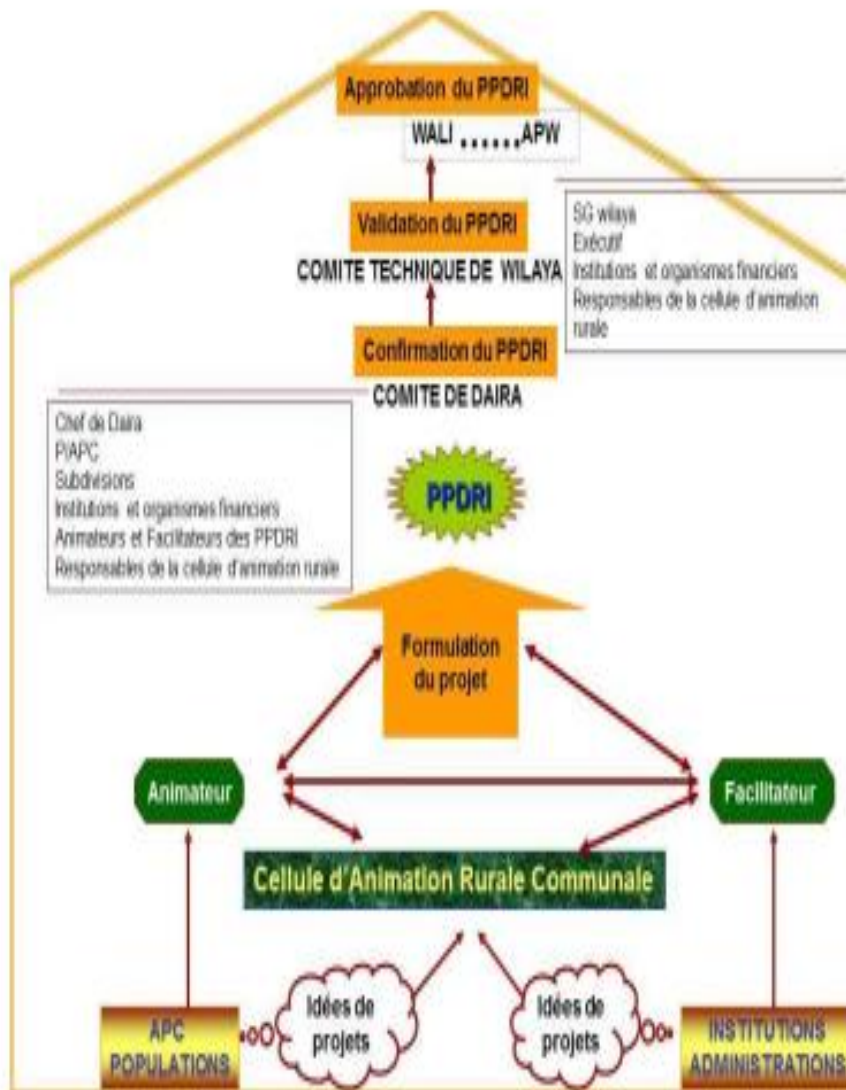 Approbation du PPDRI
WALI ......APW
Validation du PPDRI
COMITE TECHNIQUE DE WILAYA
SG wilaya
Exécutif
Institutions et organismes financiers
Responsables de la cellule d'animation
rurale
Confirmation du PPDRI
COMITE DE DAIRA
Chef de Daira
P/APC
Subdivisions
Institutions et organismes financiers
Animateurs et Facilitateurs des PPDRI
Responsables de la cellule d'animation rurale
PPDRI
Formulation
du projet
Animateur
Facilitateur
Cellule d'Animation Rurale Communale
Idées de
projets
Idées de
projets
APC
POPULATIONS
INSTITUTIONS
ADMINISTRATIONS